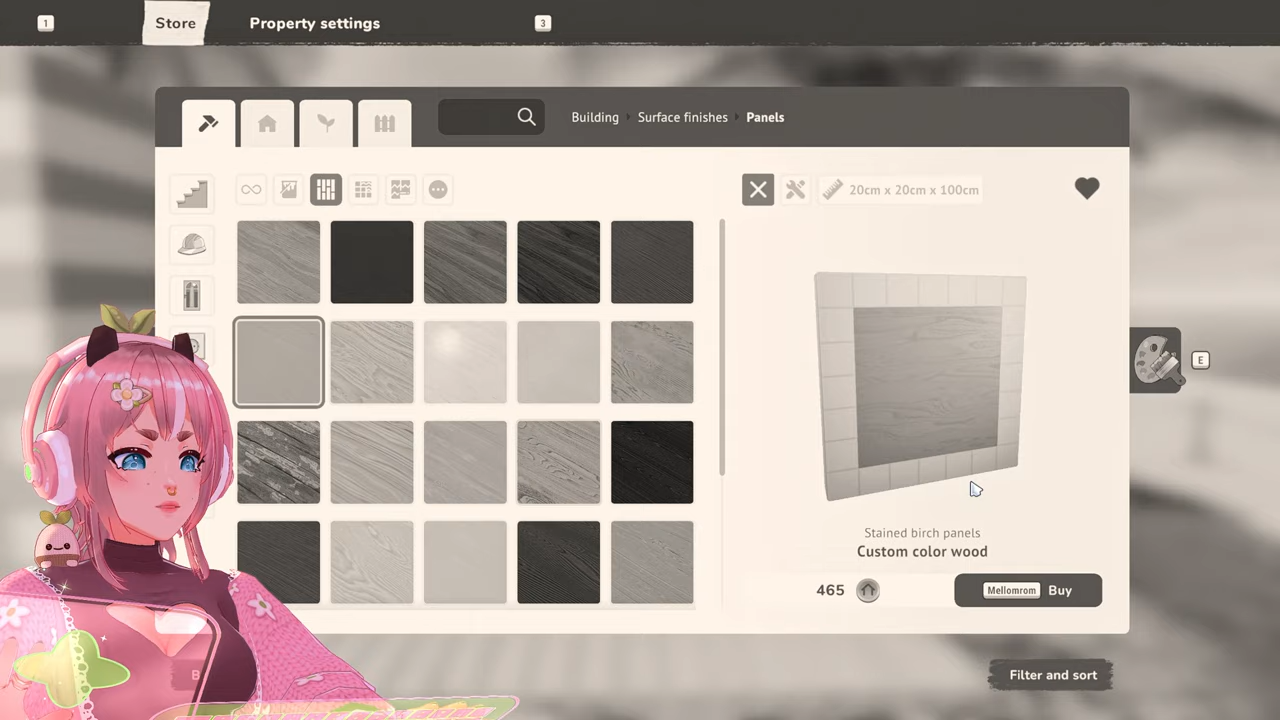 1
Store
Property settings
3
Building
Surface finishes
Panels
20cm x 20cm x 100cm
E
Stained birch panels
Custom color wood
465
Mellomrom
Buy
B
Filter and sort